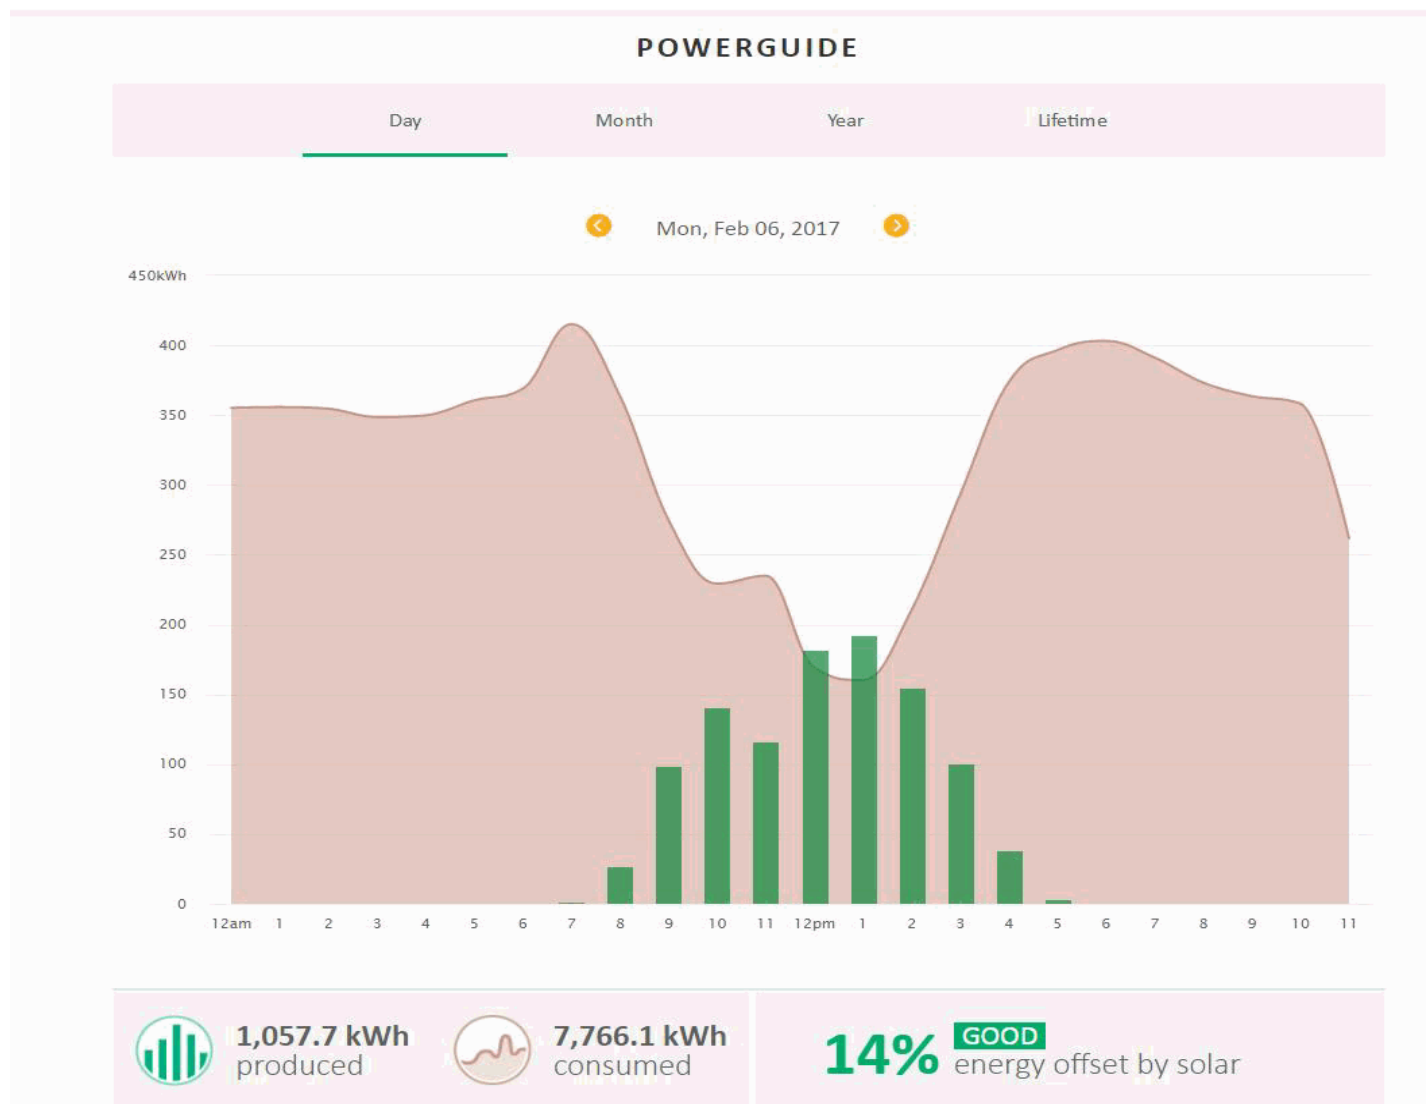 POWERGUIDE
Day Month Year Lifetime
Mon, Feb 06, 2017
450kWh
400
350
300
250
200
150
100
50
0
12am 1 2 3 4 5 6 7 8 9 10 11 12pm 1 2 3 4 5 6 7 8 9 10 11
1,057.7 kWh
produced
7,766.1 kWh
consumed
14%
GOOD
energy offset by solar